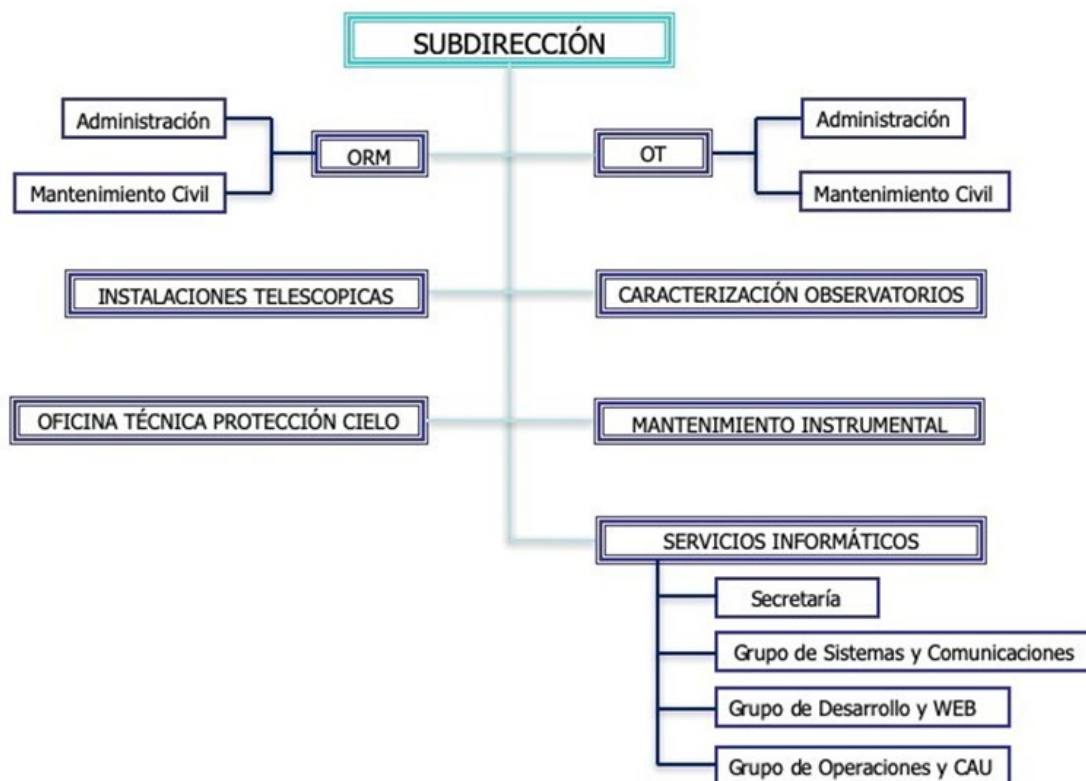 SUBDIRECCIÓN
Administración
ORM
Mantenimiento Civil
OT
Administración
Mantenimiento Civil
INSTALACIONES TELESCOPICAS
CARACTERIZACIÓN OBSERVATORIOS
OFICINA TÉCNICA PROTECCIÓN CIELO
MANTENIMIENTO INSTRUMENTAL
SERVICIOS INFORMÁTICOS
Secretaría
Grupo de Sistemas y Comunicaciones
Grupo de Desarrollo y WEB
Grupo de Operaciones y CAU